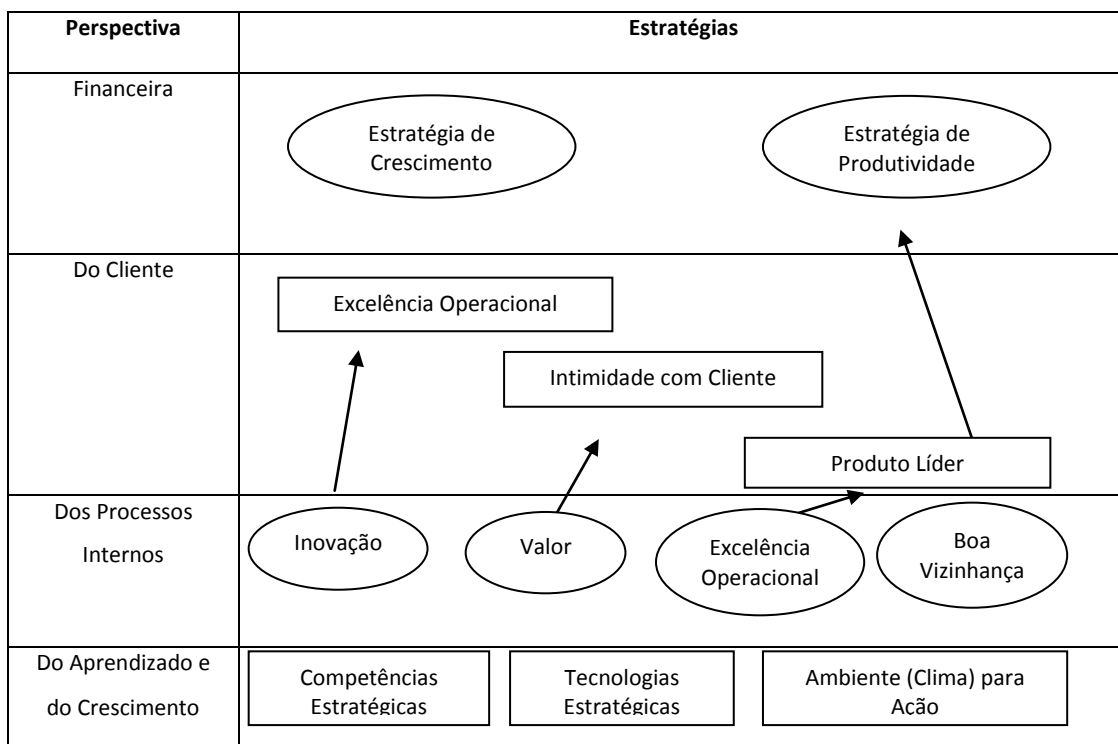 Perspectiva
Estratégias
Financeira
Estratégia de
Crescimento
Estratégia de
Produtividade
Do Cliente
Excelência Operacional
Intimidade com Cliente
Produto Líder
Dos Processos
Internos
Inovação
Valor
Excelência
Operacional
Boa
Vizinhança
Do Aprendizado e
do Crescimento
Competências
Estratégicas
Tecnologias
Estratégicas
Ambiente (Clima) para
Ação